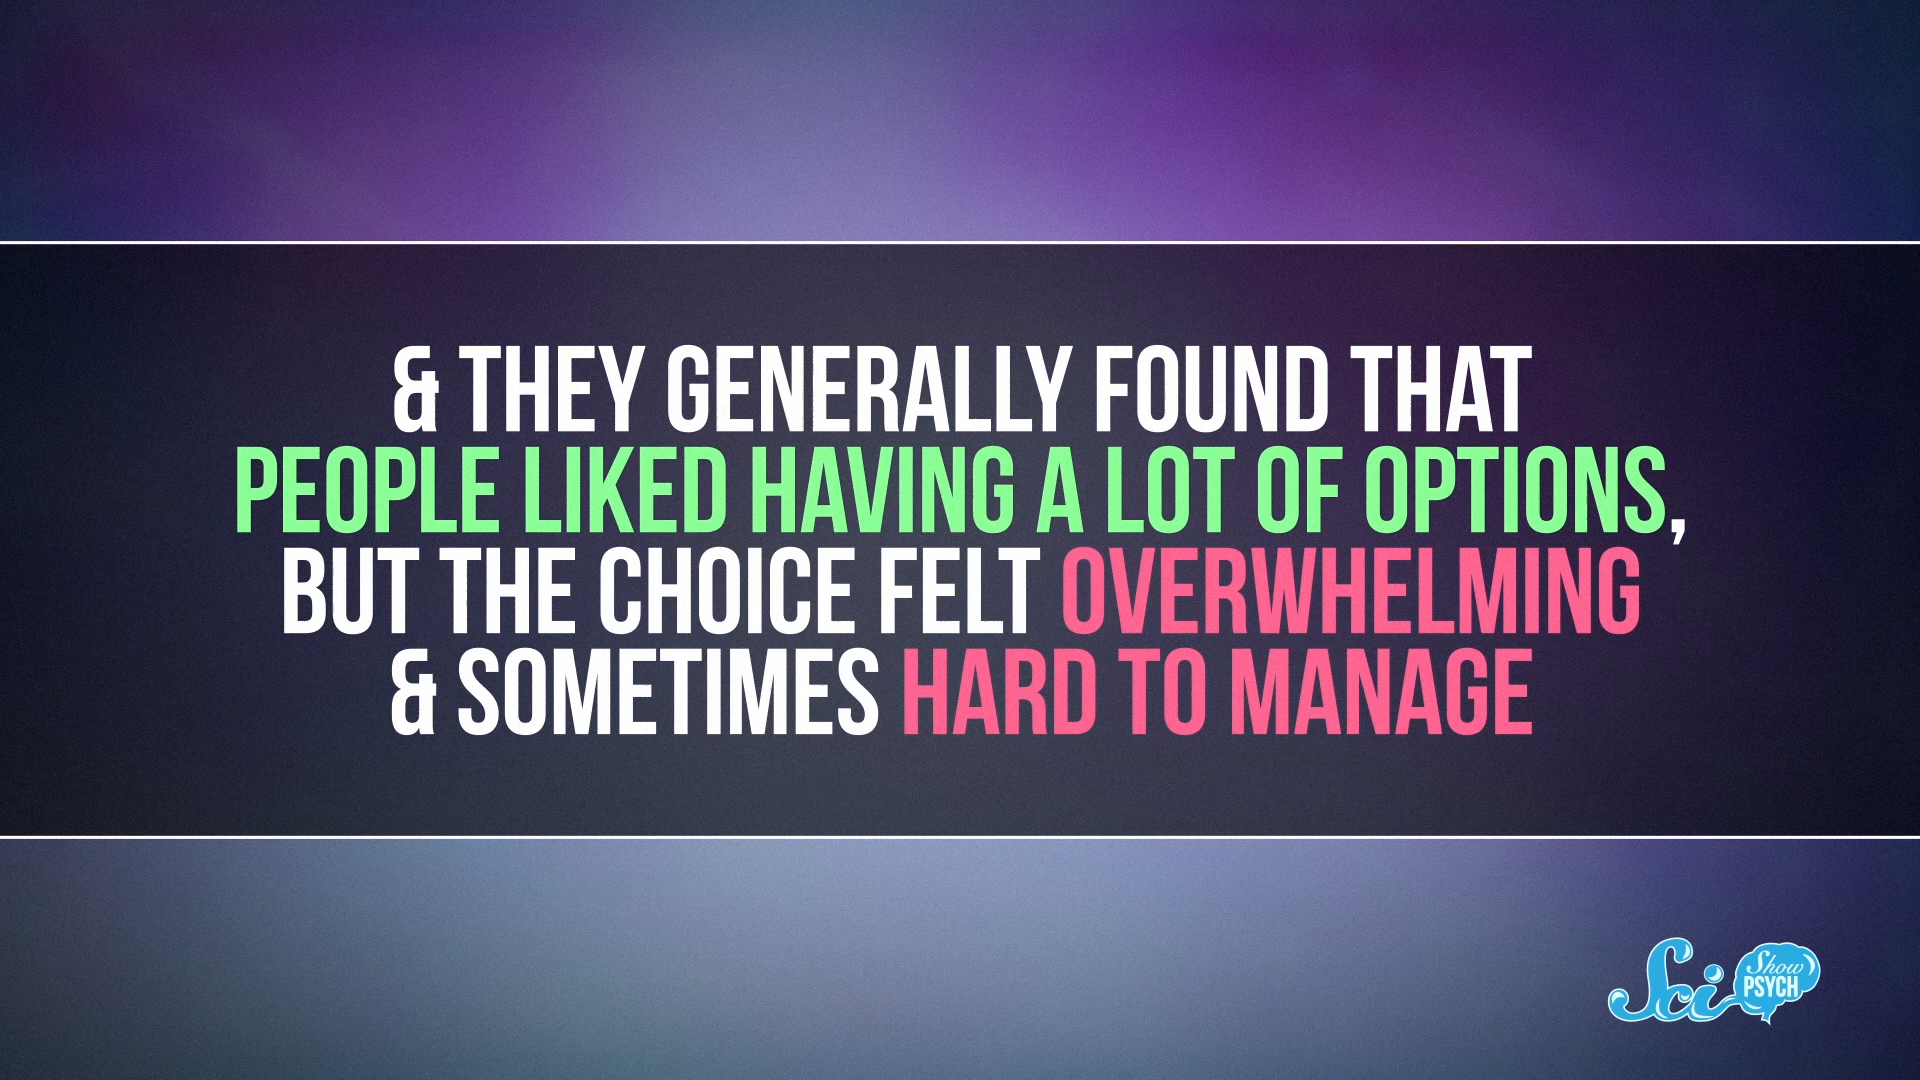 & THEY GENERALLY FOUND THAT
PEOPLE LIKED HAVING A LOT OF OPTIONS,
BUT THE CHOICE FELT OVERWHELMING
& SOMETIMES HARD TO MANAGE
Sci Show
PSYCH